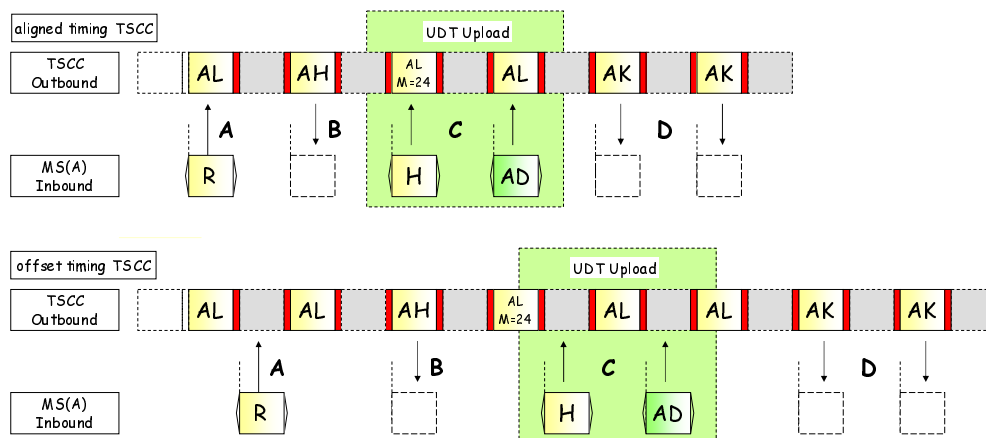 aligned timing TSCC
UDT Upload
TSCC Outbound
AL
AH
AL M=24
AL
AK
AK
A
B
C
D
MS(A) Inbound
R
H
AD
offset timing TSCC
UDT Upload
TSCC Outbound
AL
AL
AH
AL M=24
AL
AL
AK
AK
A
B
C
D
MS(A) Inbound
R
H
AD